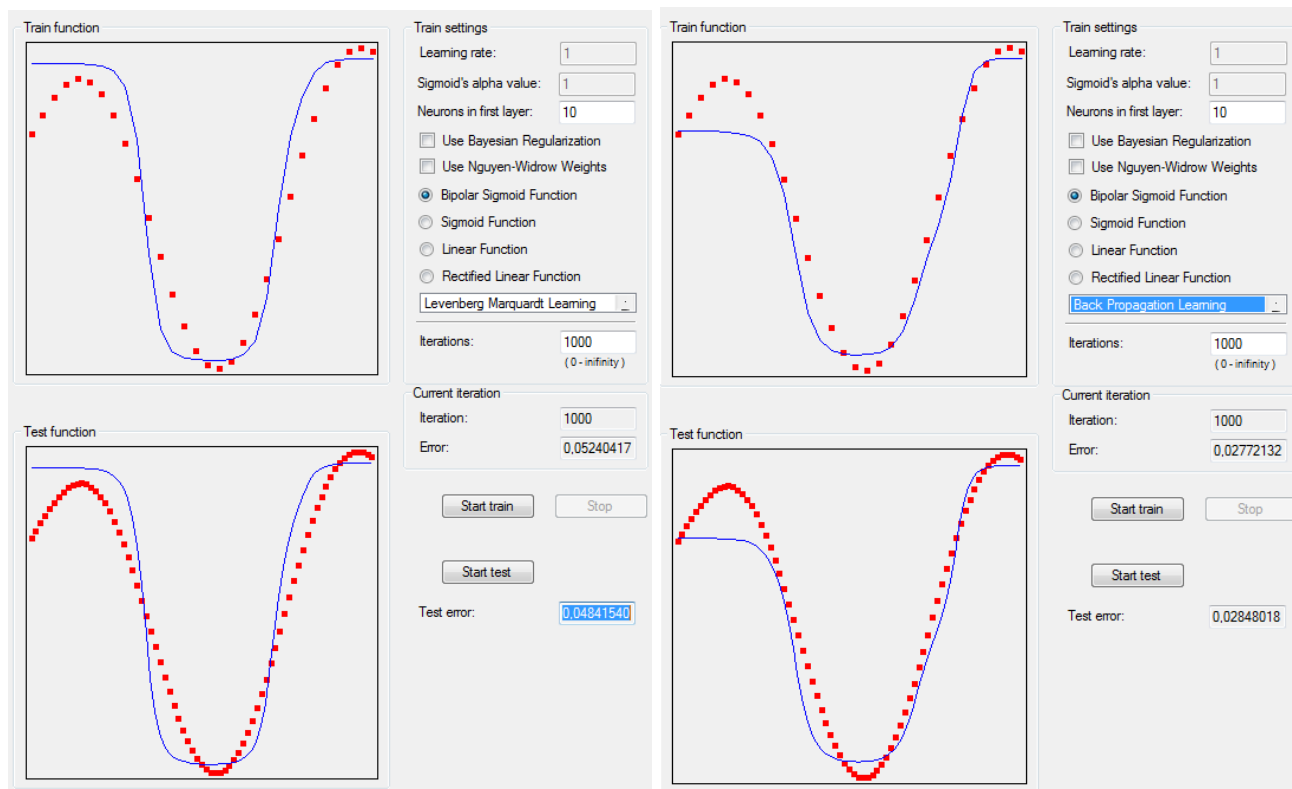 Train function
Train settings
Learning rate: 1
Sigmoid's alpha value: 1
Neurons in first layer: 10
Use Bayesian Regularization
Use Nguyen-Widrow Weights
Bipolar Sigmoid Function
Sigmoid Function
Linear Function
Rectified Linear Function
Levenberg Marquardt Learning
Iterations: 1000
( 0 - inifinity )
Current iteration
Iteration: 1000
Error: 0,05240417
Test function
Start train Stop
Start test
Test error: 0,04841540
Train function
Train settings
Learning rate: 1
Sigmoid's alpha value: 1
Neurons in first layer: 10
Use Bayesian Regularization
Use Nguyen-Widrow Weights
Bipolar Sigmoid Function
Sigmoid Function
Linear Function
Rectified Linear Function
Back Propagation Learning
Iterations: 1000
( 0 - inifinity )
Current iteration
Iteration: 1000
Error: 0,02772132
Test function
Start train Stop
Start test
Test error: 0,02848018